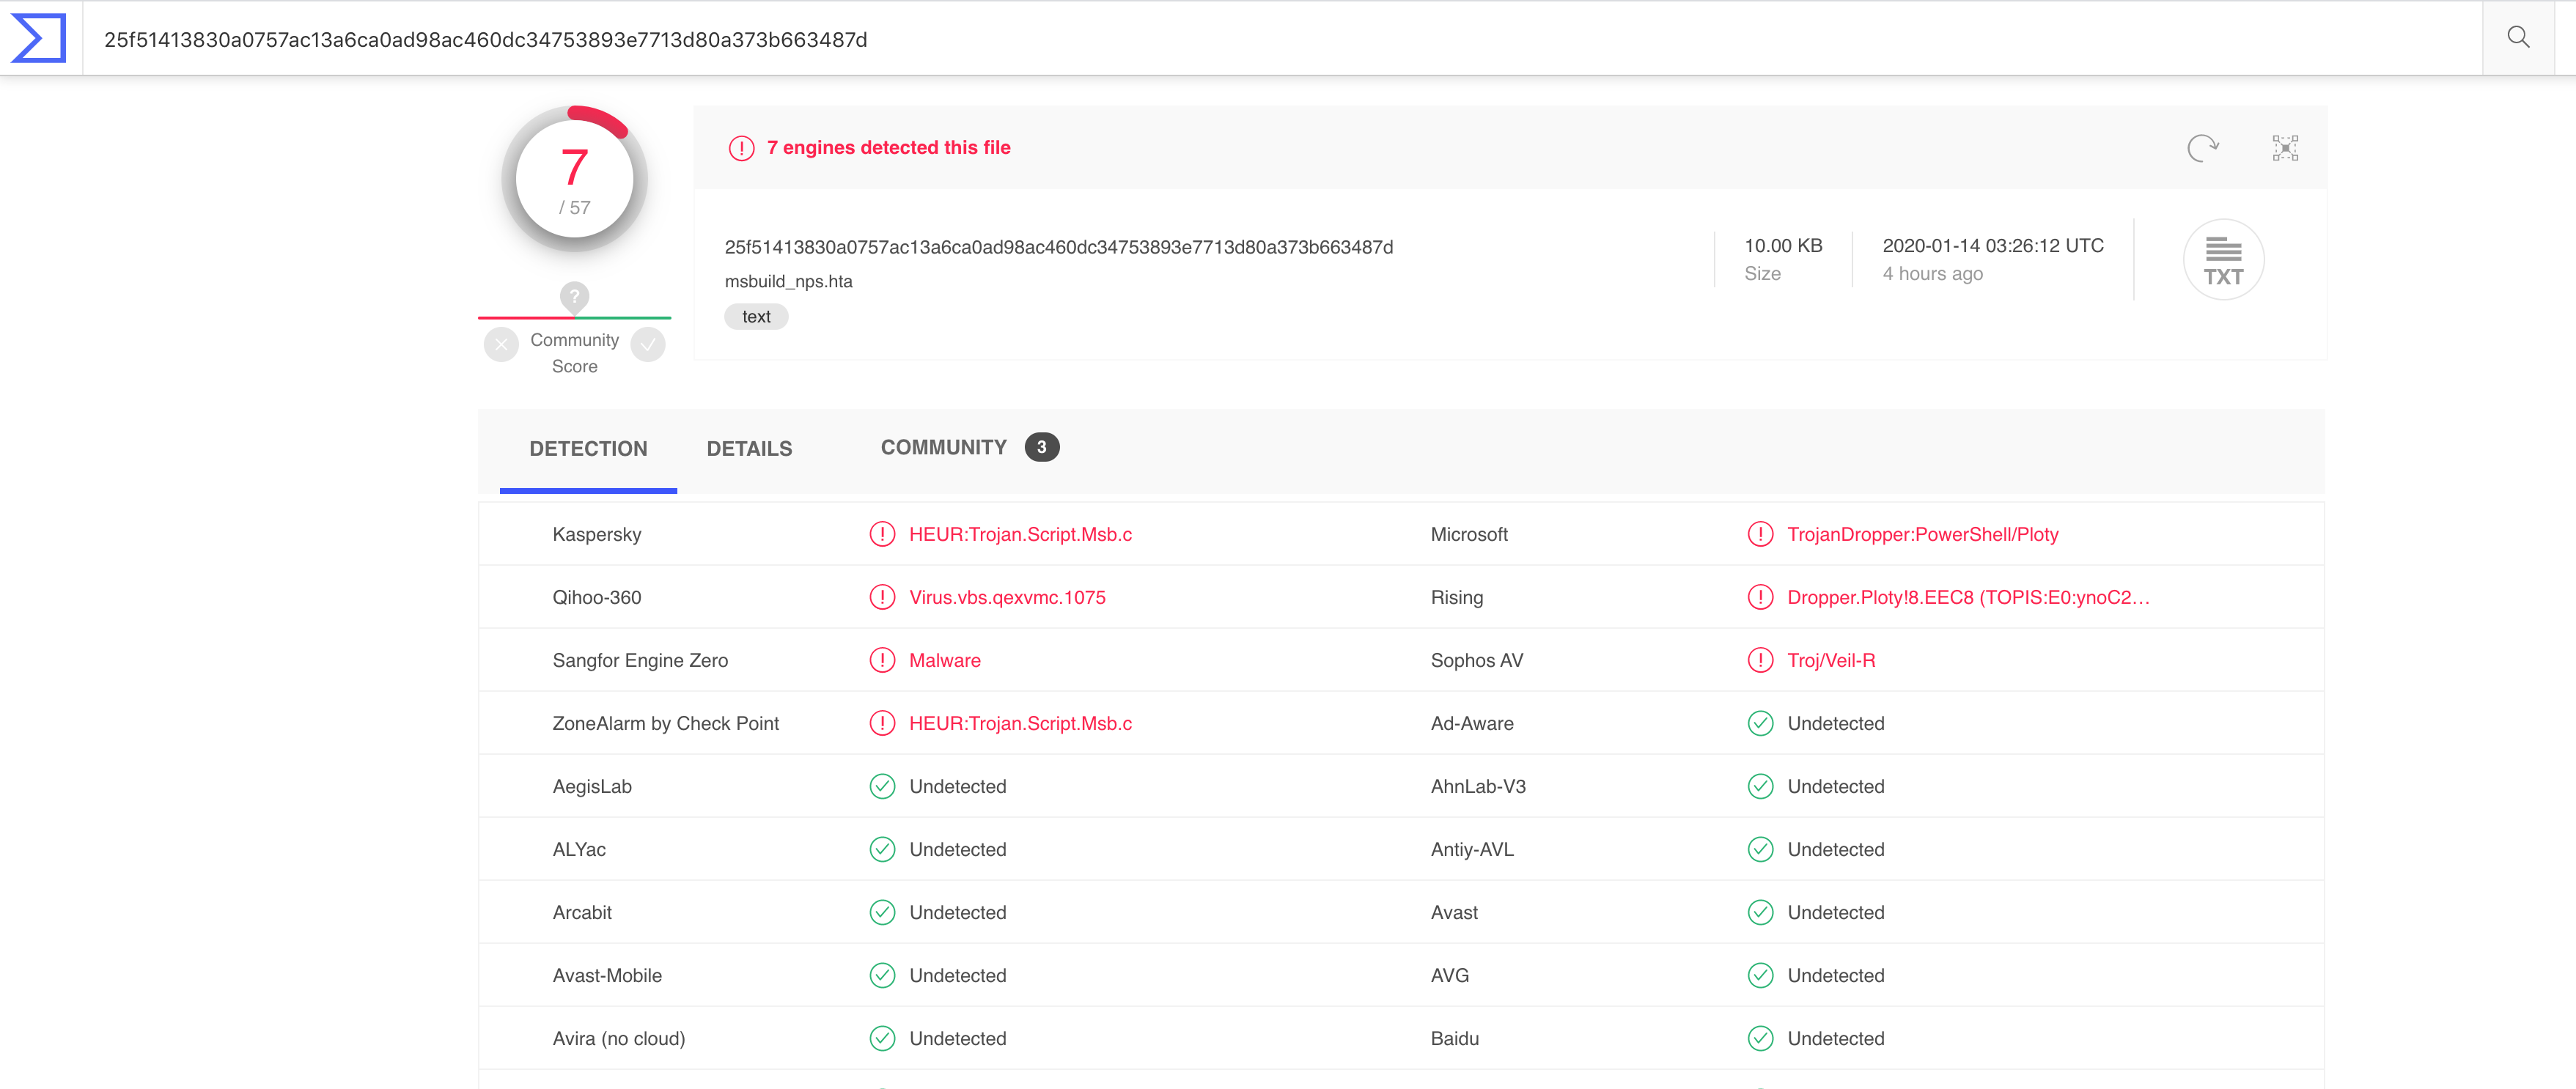 25f51413830a0757ac13a6ca0ad98ac460dc34753893e7713d80a373b663487d
7
/ 57
?
Community
Score
7 engines detected this file
25f51413830a0757ac13a6ca0ad98ac460dc34753893e7713d80a373b663487d
msbuild_nps.hta
text
10.00 KB
Size
2020-01-14 03:26:12 UTC
4 hours ago
TXT
DETECTION DETAILS COMMUNITY 3
Kaspersky HEUR:Trojan.Script.Msb.c Microsoft TrojanDropper:PowerShell/Ploty
Qihoo-360 Virus.vbs.qexvmc.1075 Rising Dropper.Ploty!8.EEC8 (TOPIS:E0:ynoC2…
Sangfor Engine Zero Malware Sophos AV Troj/Veil-R
ZoneAlarm by Check Point HEUR:Trojan.Script.Msb.c Ad-Aware Undetected
AegisLab Undetected AhnLab-V3 Undetected
ALYac Undetected Antiy-AVL Undetected
Arcabit Undetected Avast Undetected
Avast-Mobile Undetected AVG Undetected
Avira (no cloud) Undetected Baidu Undetected